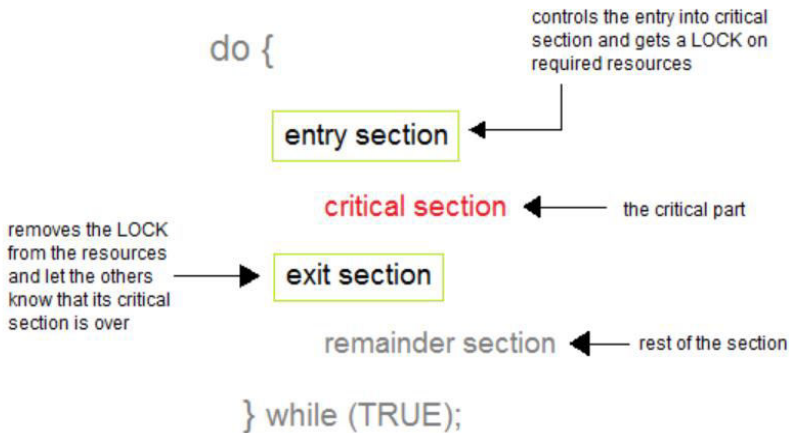 controls the entry into critical
section and gets a LOCK on
required resources
do {
entry section
critical section
the critical part
removes the LOCK
from the resources
and let the others
know that its critical
section is over
exit section
remainder section
rest of the section
} while (TRUE);